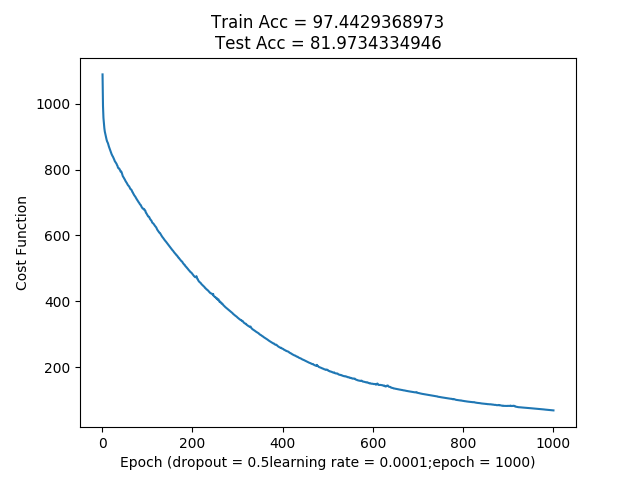 Train Acc = 97.4429368973
Test Acc = 81.9734334946
Cost Function
1000
800
600
400
200
0 200 400 600 800 1000
Epoch (dropout = 0.5learning rate = 0.0001;epoch = 1000)